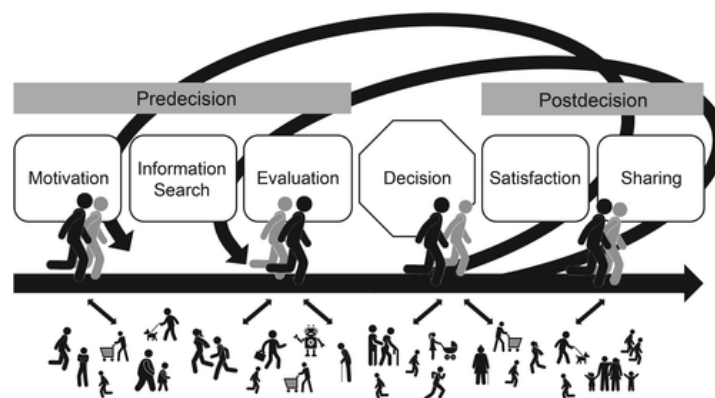 Predecision
Postdecision
Motivation
Information
Search
Evaluation
Decision
Satisfaction
Sharing